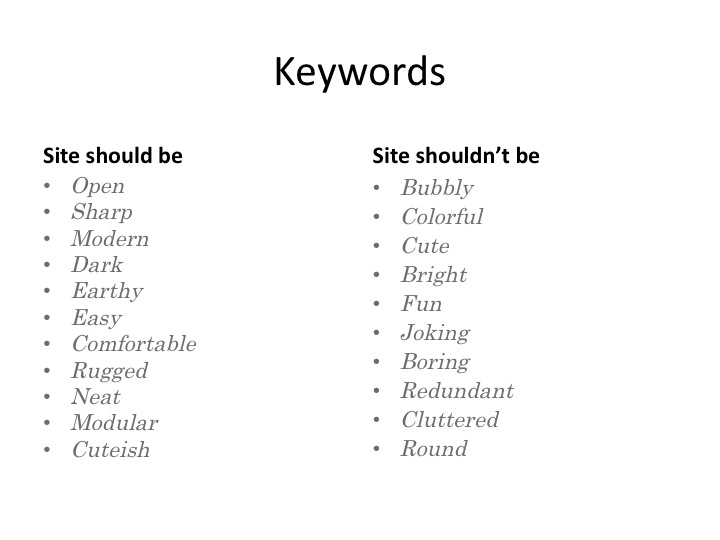 Keywords
Site should be
• Open
• Sharp
• Modern
• Dark
• Earthy
• Easy
• Comfortable
• Rugged
• Neat
• Modular
• Cuteish
Site shouldn’t be
• Bubbly
• Colorful
• Cute
• Bright
• Fun
• Joking
• Boring
• Redundant
• Cluttered
• Round